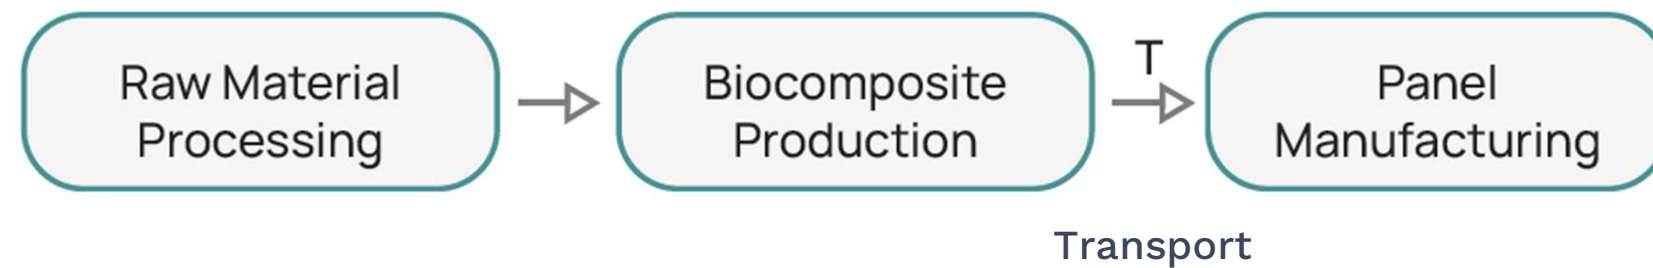 Raw Material
Processing
Biocomposite
Production
T
Panel
Manufacturing
Transport